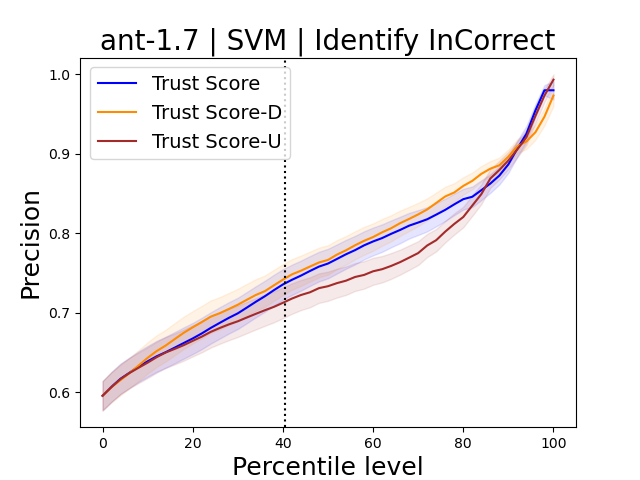 ant-1.7 | SVM | Identify InCorrect
Trust Score
Trust Score-D
Trust Score-U
1.0
0.9
0.8
0.7
0.6
Precision
0
20
40
60
80
100
Percentile level